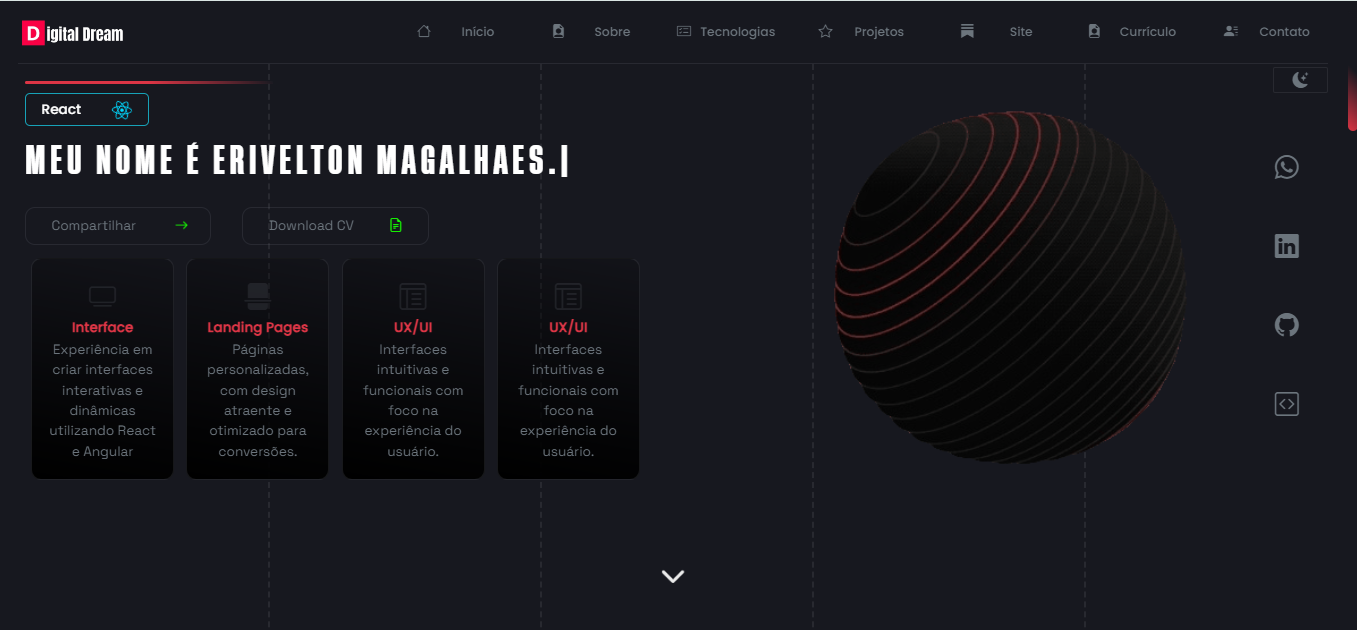 Digital Dream
Início
Sobre
Tecnologias
Projetos
Site
Currículo
Contato
React
MEU NOME É ERIVELTON MAGALHAES.|
Compartilhar
Download CV
Interface
Experiência em
criar interfaces
interativas e
dinâmicas
utilizando React
e Angular
Landing Pages
Páginas
personalizadas,
com design
atraente e
otimizado para
conversões.
UX/UI
Interfaces
intuitivas e
funcionais com
foco na
experiência do
usuário.
UX/UI
Interfaces
intuitivas e
funcionais com
foco na
experiência do
usuário.